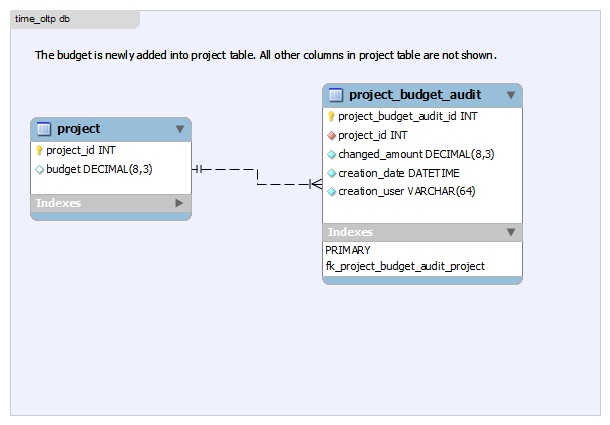 time_oltp db
The budget is newly added into project table. All other columns in project table are not shown.
project
project_id INT
budget DECIMAL(8,3)
Indexes
project_budget_audit
project_budget_audit_id INT
project_id INT
changed_amount DECIMAL(8,3)
creation_date DATETIME
creation_user VARCHAR(64)
Indexes
PRIMARY
fk_project_budget_audit_project